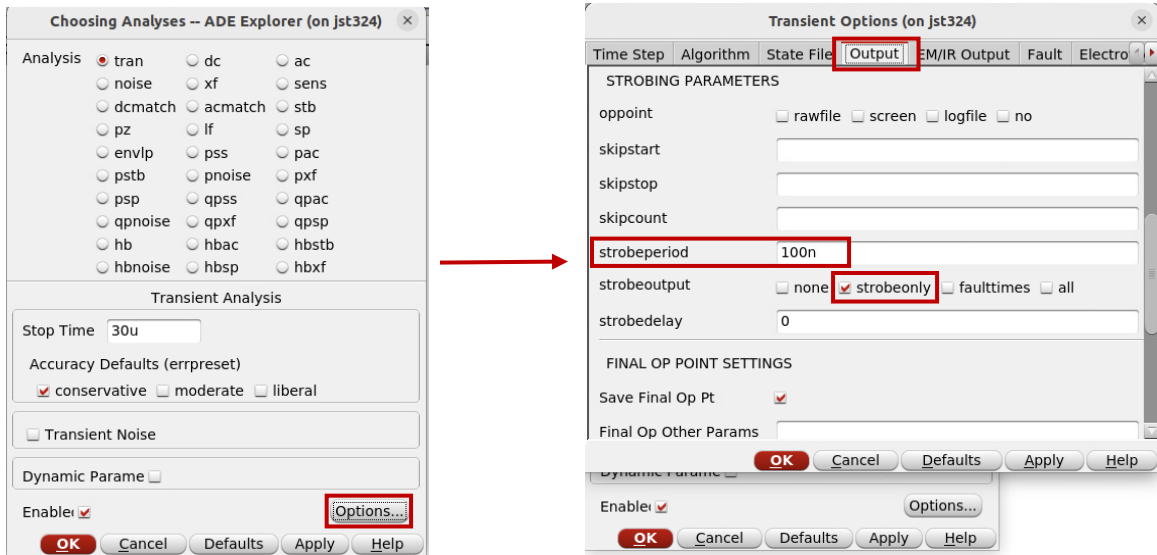 Choosing Analyses -- ADE Explorer (on jst324)
Analysis tran dc ac
noise xf sens
dcmatch acmatch stb
pz lf sp
envlp pss pac
pstb pnoise pxf
psp qpss qpac
qpnoise qpxf qpsp
hb hbac hbstb
hbnoise hbsp hbxf
Transient Analysis
Stop Time 30u
Accuracy Defaults (errpreset)
conservative moderate liberal
Transient Noise
Dynamic Parame
Enable Options...
OK Cancel Defaults Apply Help
Transient Options (on jst324)
Time Step Algorithm State File Output EM/IR Output Fault Electro
STROBING PARAMETERS
oppoint rawfile screen logfile no
skipstart
skipstop
skipcount
strobeperiod 100n
strobeoutput none strobeonly faulttimes all
strobedelay 0
FINAL OP POINT SETTINGS
Save Final Op Pt
Final Op Other Params
OK Cancel Defaults Apply Help
Dynamic Parame
Enable Options...
OK Cancel Defaults Apply Help